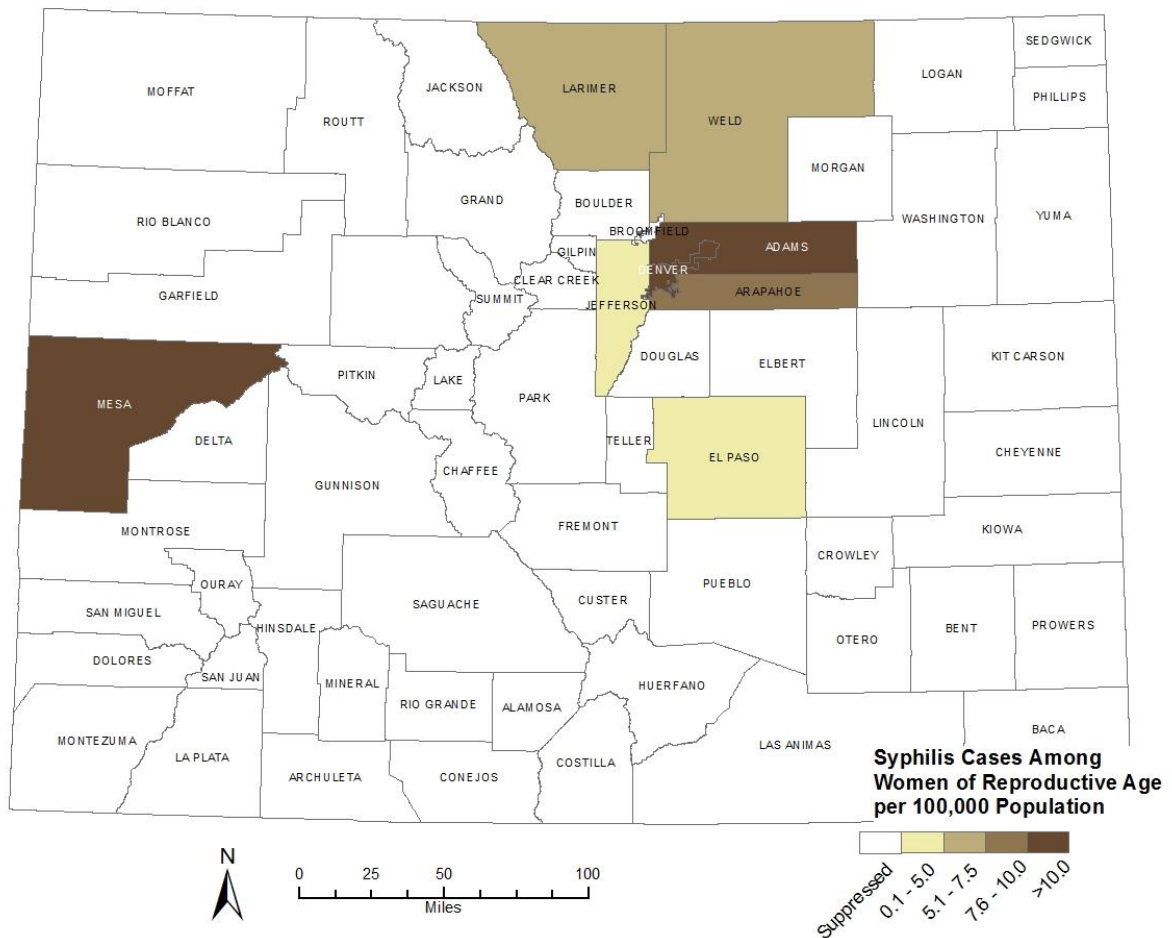 SEDGWICK
LOGAN
JACKSON
LARIMER
MOFFAT
PHILLIPS
ROUTT
WELD
MORGAN
GRAND
BOULDER
RIO BLANCO
WASHINGTON
YUMA
BROOMFIELD
GILPIN
ADAMS
DENVER
CLEAR CREEK
GARFIELD
SUMMIT
ARAPAHOE
JEFFERSON
DOUGLAS
ELBERT
KIT CARSON
PITKIN
LAKE
PARK
MESA
LINCOLN
DELTA
TELLER
EL PASO
CHEYENNE
CHAFFEE
GUNNISON
FREMONT
MONTROSE
KIOWA
CROWLEY
OURAY
PUEBLO
SAGUACHE
CUSTER
SAN MIGUEL
HINSDALE
OTERO
BENT
PROWERS
DOLORES
SAN JUAN
MINERAL
HUERFANO
RIO GRANDE
ALAMOSA
MONTEZUMA
LA PLATA
LAS ANIMAS
BACA
COSTILLA
ARCHULETA
CONEJOS
Syphilis Cases Among
Women of Reproductive Age
per 100,000 Population
Suppressed
0.1 - 5.0
5.1 - 7.5
7.6 - 10.0
>10.0
N
0 25 50 100
Miles